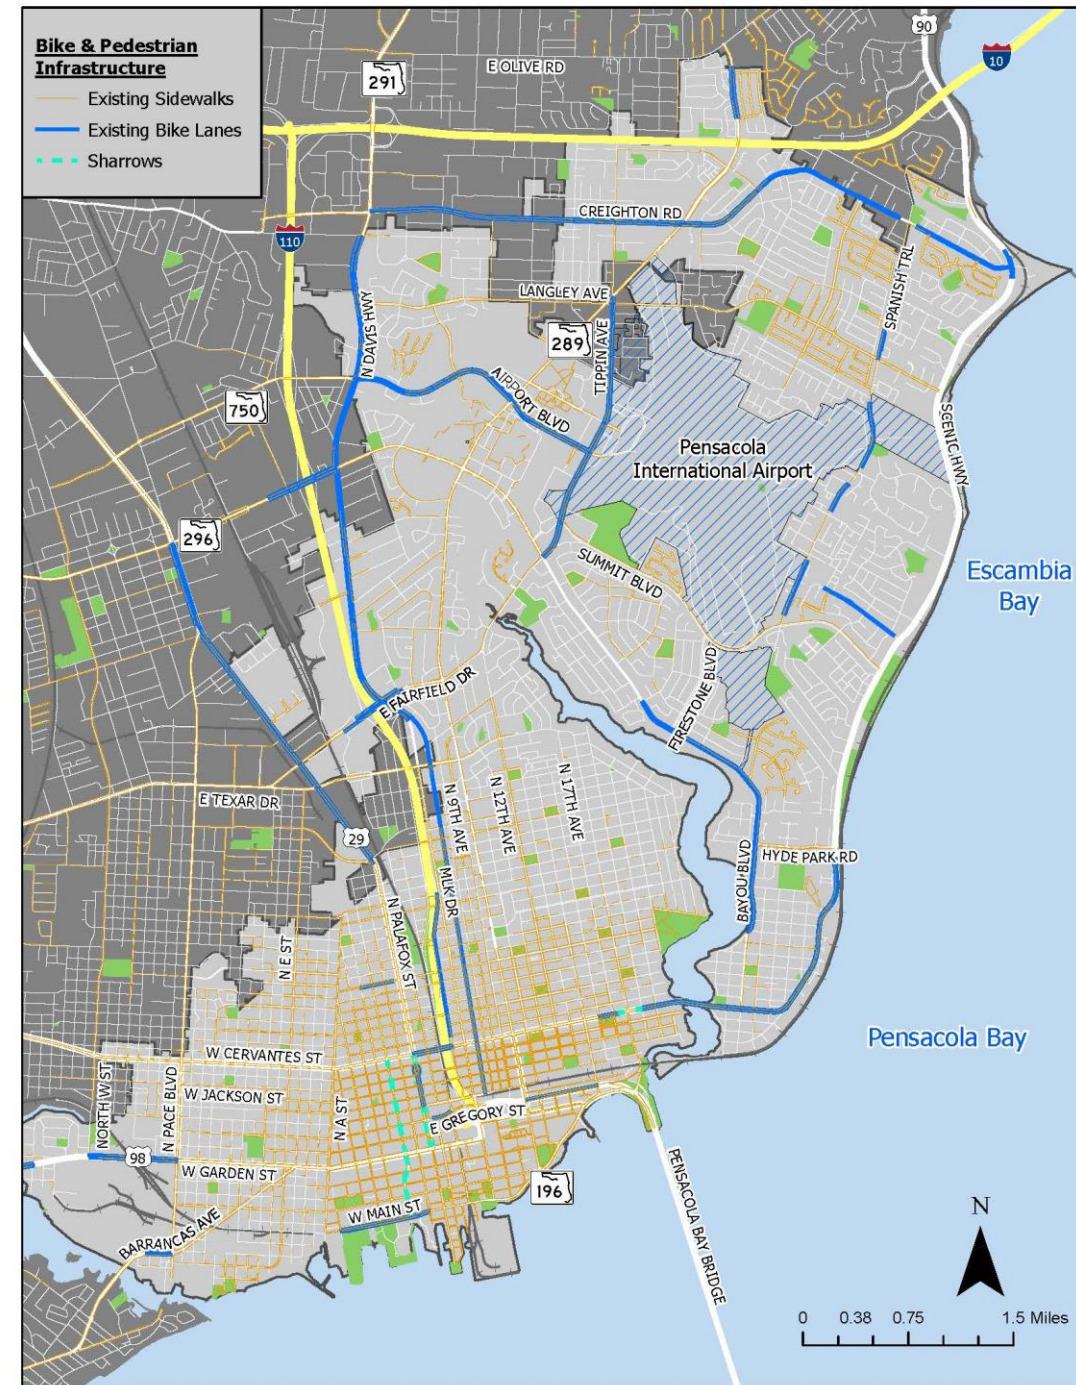 Bike & Pedestrian
Infrastructure
Existing Sidewalks
Existing Bike Lanes
Sharrows
90
10
E OLIVE RD
291
CREIGHTON RD
110
SPANISH TRL
LANGLEY AVE
N DAVIS HWY
289
TIPPIN AVE
AIRPORT BLVD
750
SCENIC HWY
Pensacola
International Airport
296
SUMMIT BLVD
Escambia
Bay
E FAIRFIELD DR
FIRESTONE BLVD
E TEXAR DR
N 9TH AVE
N 12TH AVE
N 17TH AVE
29
HYDE PARK RD
BAYOU BLVD
MLK DR
N PALAFOX ST
N E ST
Pensacola Bay
W CERVANTES ST
NORTH W ST
N PACE BLVD
W JACKSON ST
N A ST
E GREGORY ST
98
W GARDEN ST
196
PENSACOLA BAY BRIDGE
W MAIN ST
BARRANCAS AVE
N
0 0.38 0.75 1.5 Miles